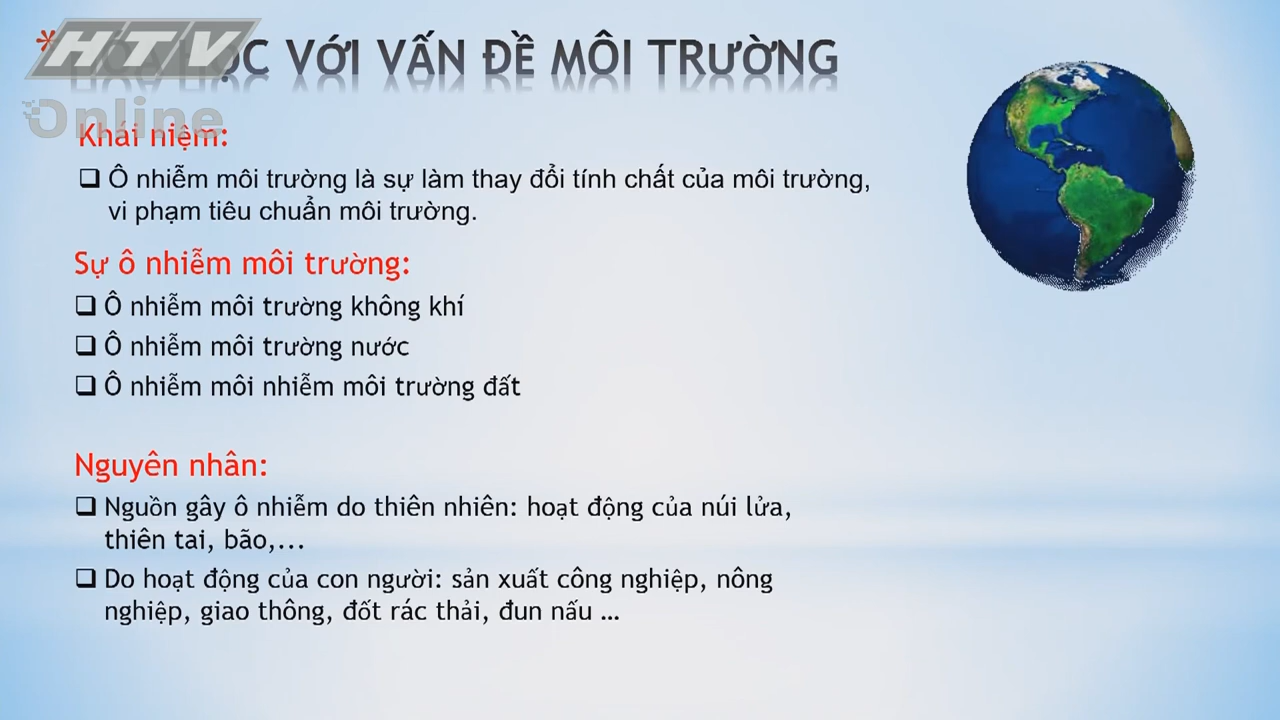 HTV
Online
* HÓA HỌC VỚI VẤN ĐỀ MÔI TRƯỜNG
Khái niệm:
Ô nhiễm môi trường là sự làm thay đổi tính chất của môi trường,
vi phạm tiêu chuẩn môi trường.
Sự ô nhiễm môi trường:
Ô nhiễm môi trường không khí
Ô nhiễm môi trường nước
Ô nhiễm môi nhiễm môi trường đất
Nguyên nhân:
Nguồn gây ô nhiễm do thiên nhiên: hoạt động của núi lửa,
thiên tai, bão,...
Do hoạt động của con người: sản xuất công nghiệp, nông
nghiệp, giao thông, đốt rác thải, đun nấu ...